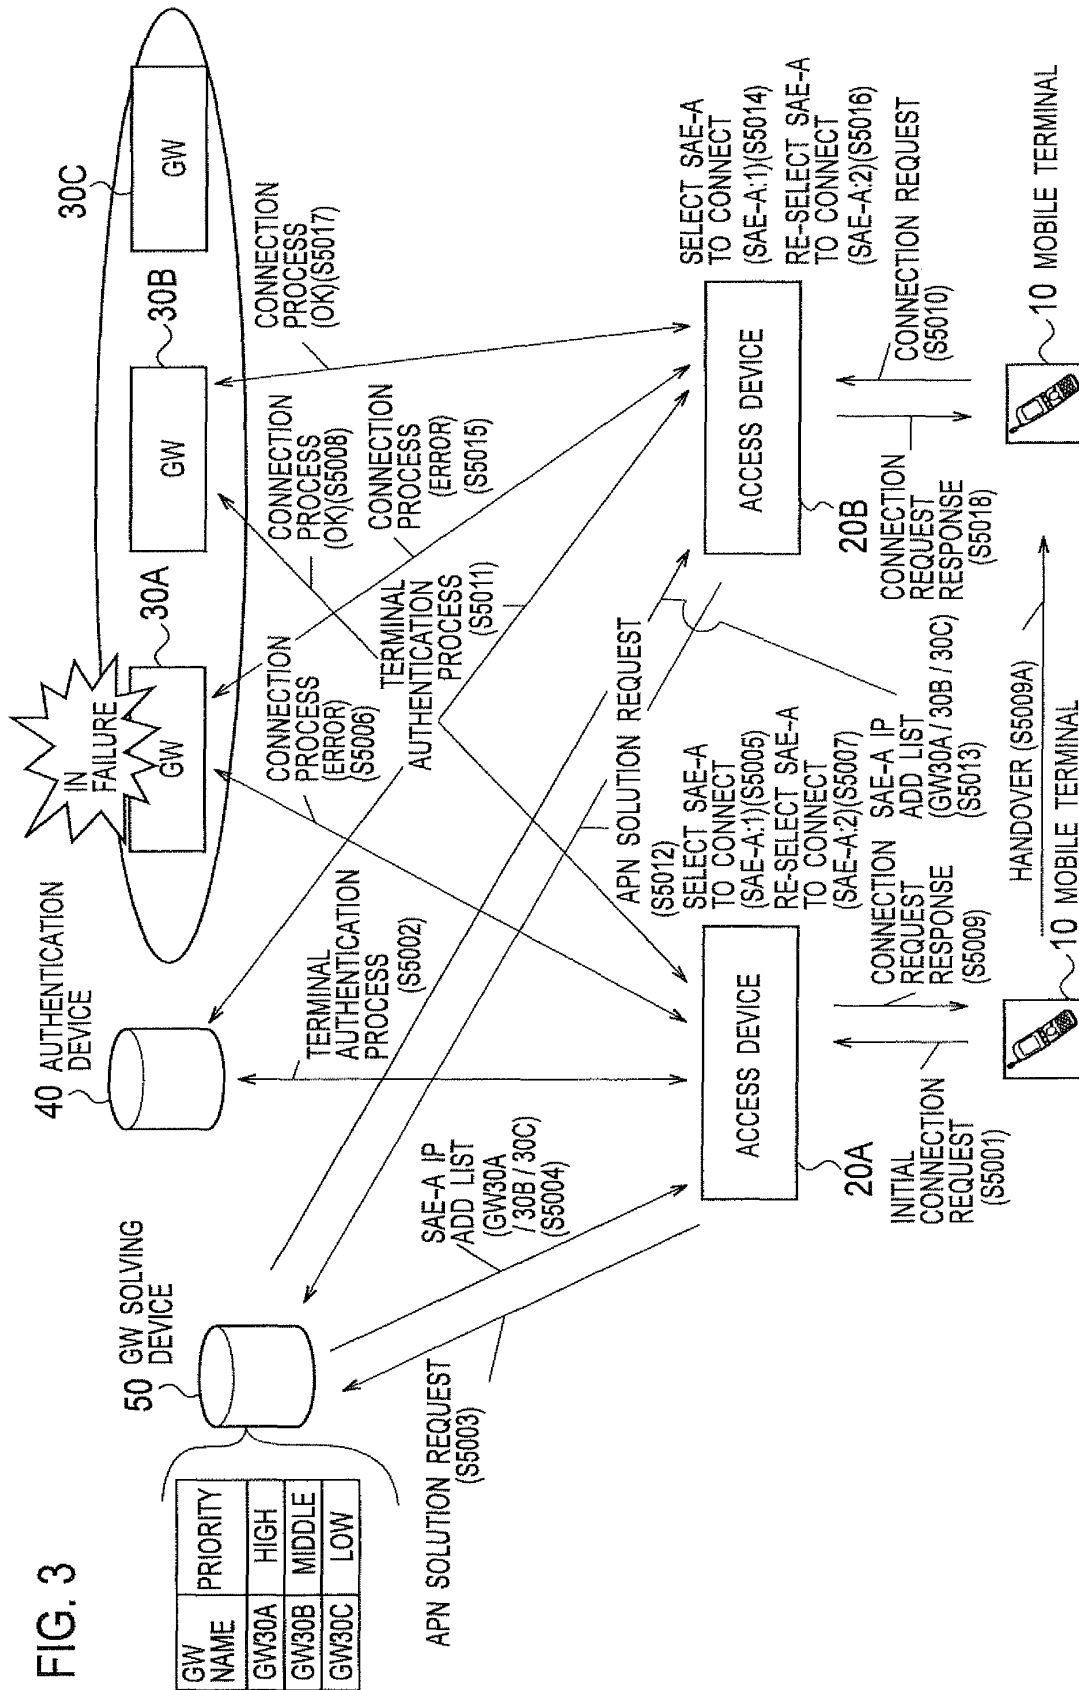 FIG. 3
GW
NAME
PRIORITY
GW30A
HIGH
GW30B
MIDDLE
GW30C
LOW
50 GW SOLVING
DEVICE
40 AUTHENTICATION
DEVICE
IN
FAILURE
GW
30A
GW
30B
GW
30C
APN SOLUTION REQUEST
(S5003)
SAE-A IP
ADD LIST
(GW30A
/ 30B / 30C)
(S5004)
TERMINAL
AUTHENTICATION
PROCESS
(S5002)
CONNECTION
PROCESS
(ERROR)
(S5006)
TERMINAL
AUTHENTICATION
PROCESS
(S5011)
CONNECTION
PROCESS
(OK)(S5008)
CONNECTION
PROCESS
(ERROR)
(S5015)
CONNECTION
PROCESS
(OK)(S5017)
APN SOLUTION REQUEST
(S5012)
SELECT SAE-A
TO CONNECT
(SAE-A:1)(S5005)
RE-SELECT SAE-A
TO CONNECT
(SAE-A:2)(S5007)
SELECT SAE-A
TO CONNECT
(SAE-A:1)(S5014)
RE-SELECT SAE-A
TO CONNECT
(SAE-A:2)(S5016)
ACCESS DEVICE
20A
ACCESS DEVICE
20B
INITIAL
CONNECTION
REQUEST
(S5001)
CONNECTION
REQUEST
RESPONSE
(S5009)
SAE-A IP
ADD LIST
(GW30A / 30B / 30C)
(S5013)
CONNECTION
REQUEST
RESPONSE
(S5018)
CONNECTION REQUEST
(S5010)
HANDOVER (S5009A)
10 MOBILE TERMINAL
10 MOBILE TERMINAL